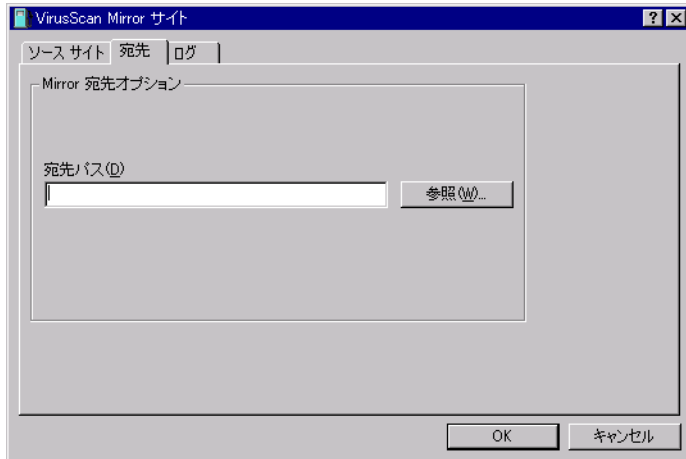 VirusScan Mirror サイト
ソース サイト 宛先 ログ
Mirror 宛先オプション
宛先パス(D)
参照(W)...
OK キャンセル